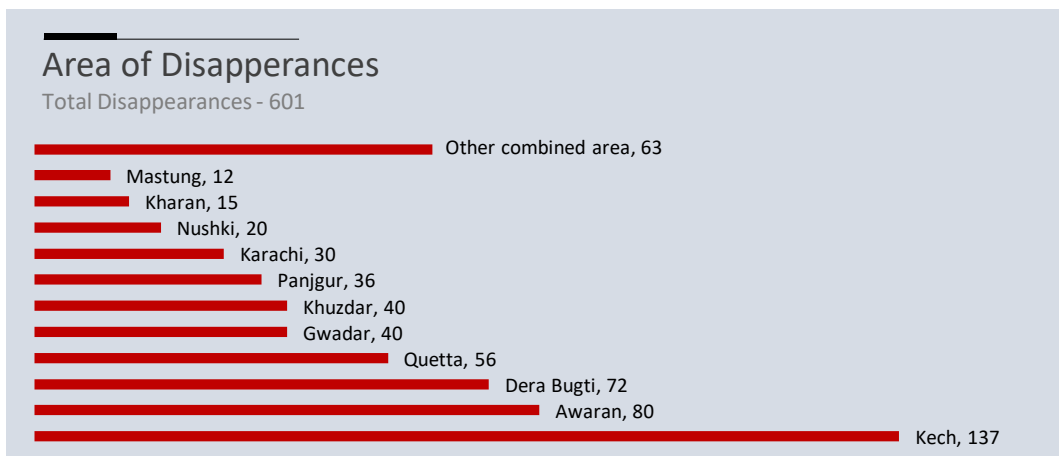 Area of Disapperances
Total Disappearances - 601
Other combined area, 63
Mastung, 12
Kharan, 15
Nushki, 20
Karachi, 30
Panjgur, 36
Khuzdar, 40
Gwadar, 40
Quetta, 56
Dera Bugti, 72
Awaran, 80
Kech, 137